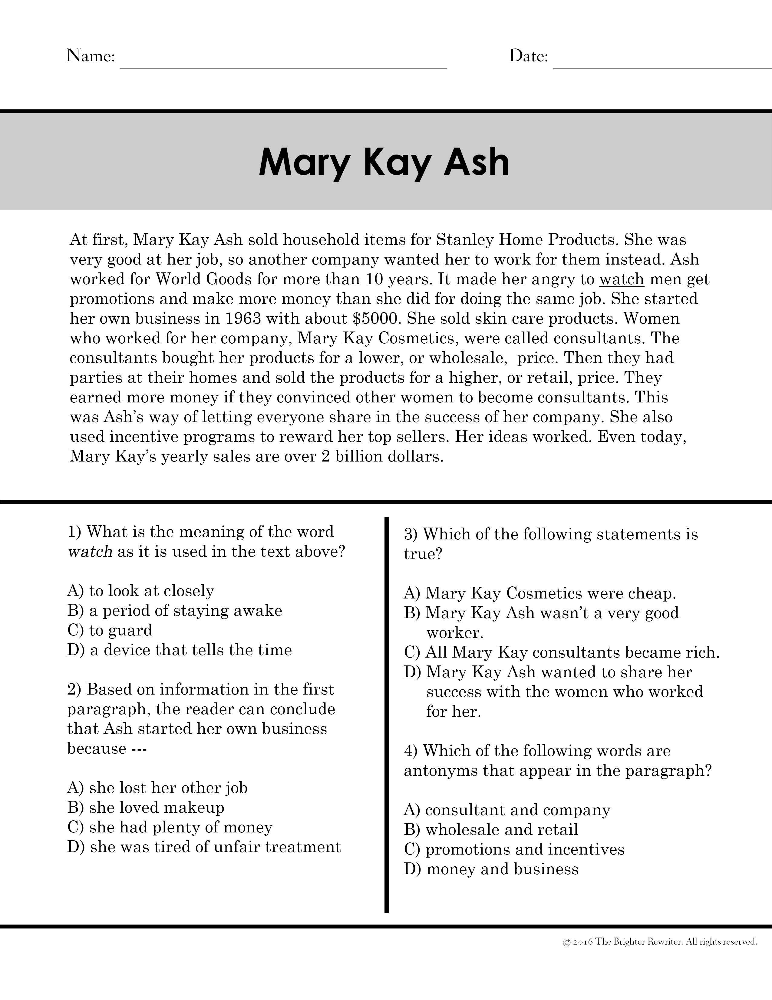 Name:
Date:
Mary Kay Ash
At first, Mary Kay Ash sold household items for Stanley Home Products. She was
very good at her job, so another company wanted her to work for them instead. Ash
worked for World Goods for more than 10 years. It made her angry to watch men get
promotions and make more money than she did for doing the same job. She started
her own business in 1963 with about $5000. She sold skin care products. Women
who worked for her company, Mary Kay Cosmetics, were called consultants. The
consultants bought her products for a lower, or wholesale,  price. Then they had
parties at their homes and sold the products for a higher, or retail, price. They
earned more money if they convinced other women to become consultants. This
was Ash’s way of letting everyone share in the success of her company. She also
used incentive programs to reward her top sellers. Her ideas worked. Even today,
Mary Kay’s yearly sales are over 2 billion dollars.
1) What is the meaning of the word
watch as it is used in the text above?
A) to look at closely
B) a period of staying awake
C) to guard
D) a device that tells the time
2) Based on information in the first
paragraph, the reader can conclude
that Ash started her own business
because ---
A) she lost her other job
B) she loved makeup
C) she had plenty of money
D) she was tired of unfair treatment
3) Which of the following statements is
true?
A) Mary Kay Cosmetics were cheap.
B) Mary Kay Ash wasn’t a very good
worker.
C) All Mary Kay consultants became rich.
D) Mary Kay Ash wanted to share her
success with the women who worked
for her.
4) Which of the following words are
antonyms that appear in the paragraph?
A) consultant and company
B) wholesale and retail
C) promotions and incentives
D) money and business
© 2016 The Brighter Rewriter. All rights reserved.